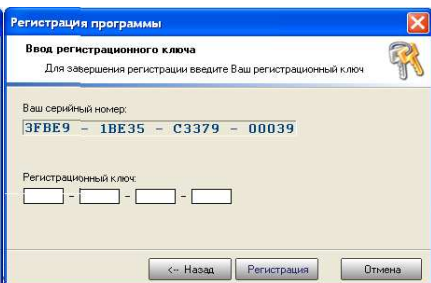 Регистрация программы
Ввод регистрационного ключа
Для завершения регистрации введите Ваш регистрационный ключ
Ваш серийный номер:
3FBE9 - 1BE35 - C3379 - 00039
Регистрационный ключ:
- - -
<- Назад Регистрация Отмена